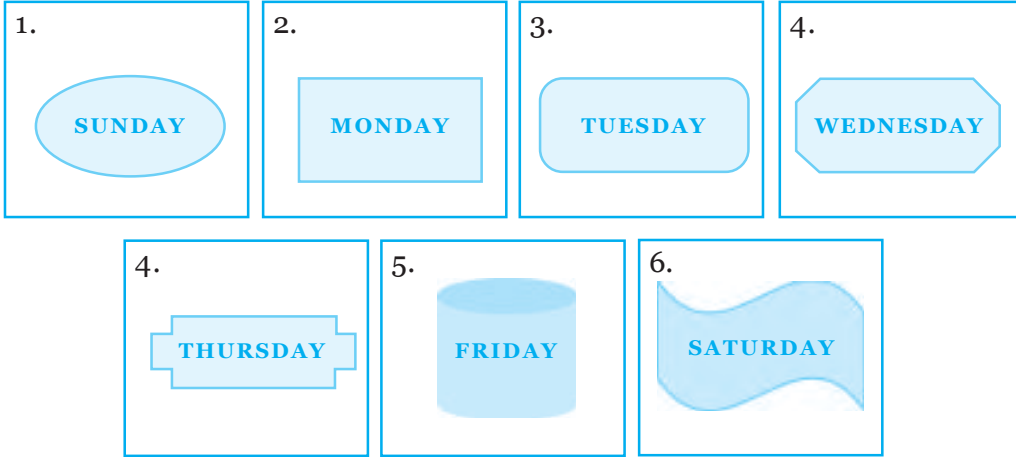 1.
SUNDAY
2.
MONDAY
3.
TUESDAY
4.
WEDNESDAY
4.
THURSDAY
5.
FRIDAY
6.
SATURDAY